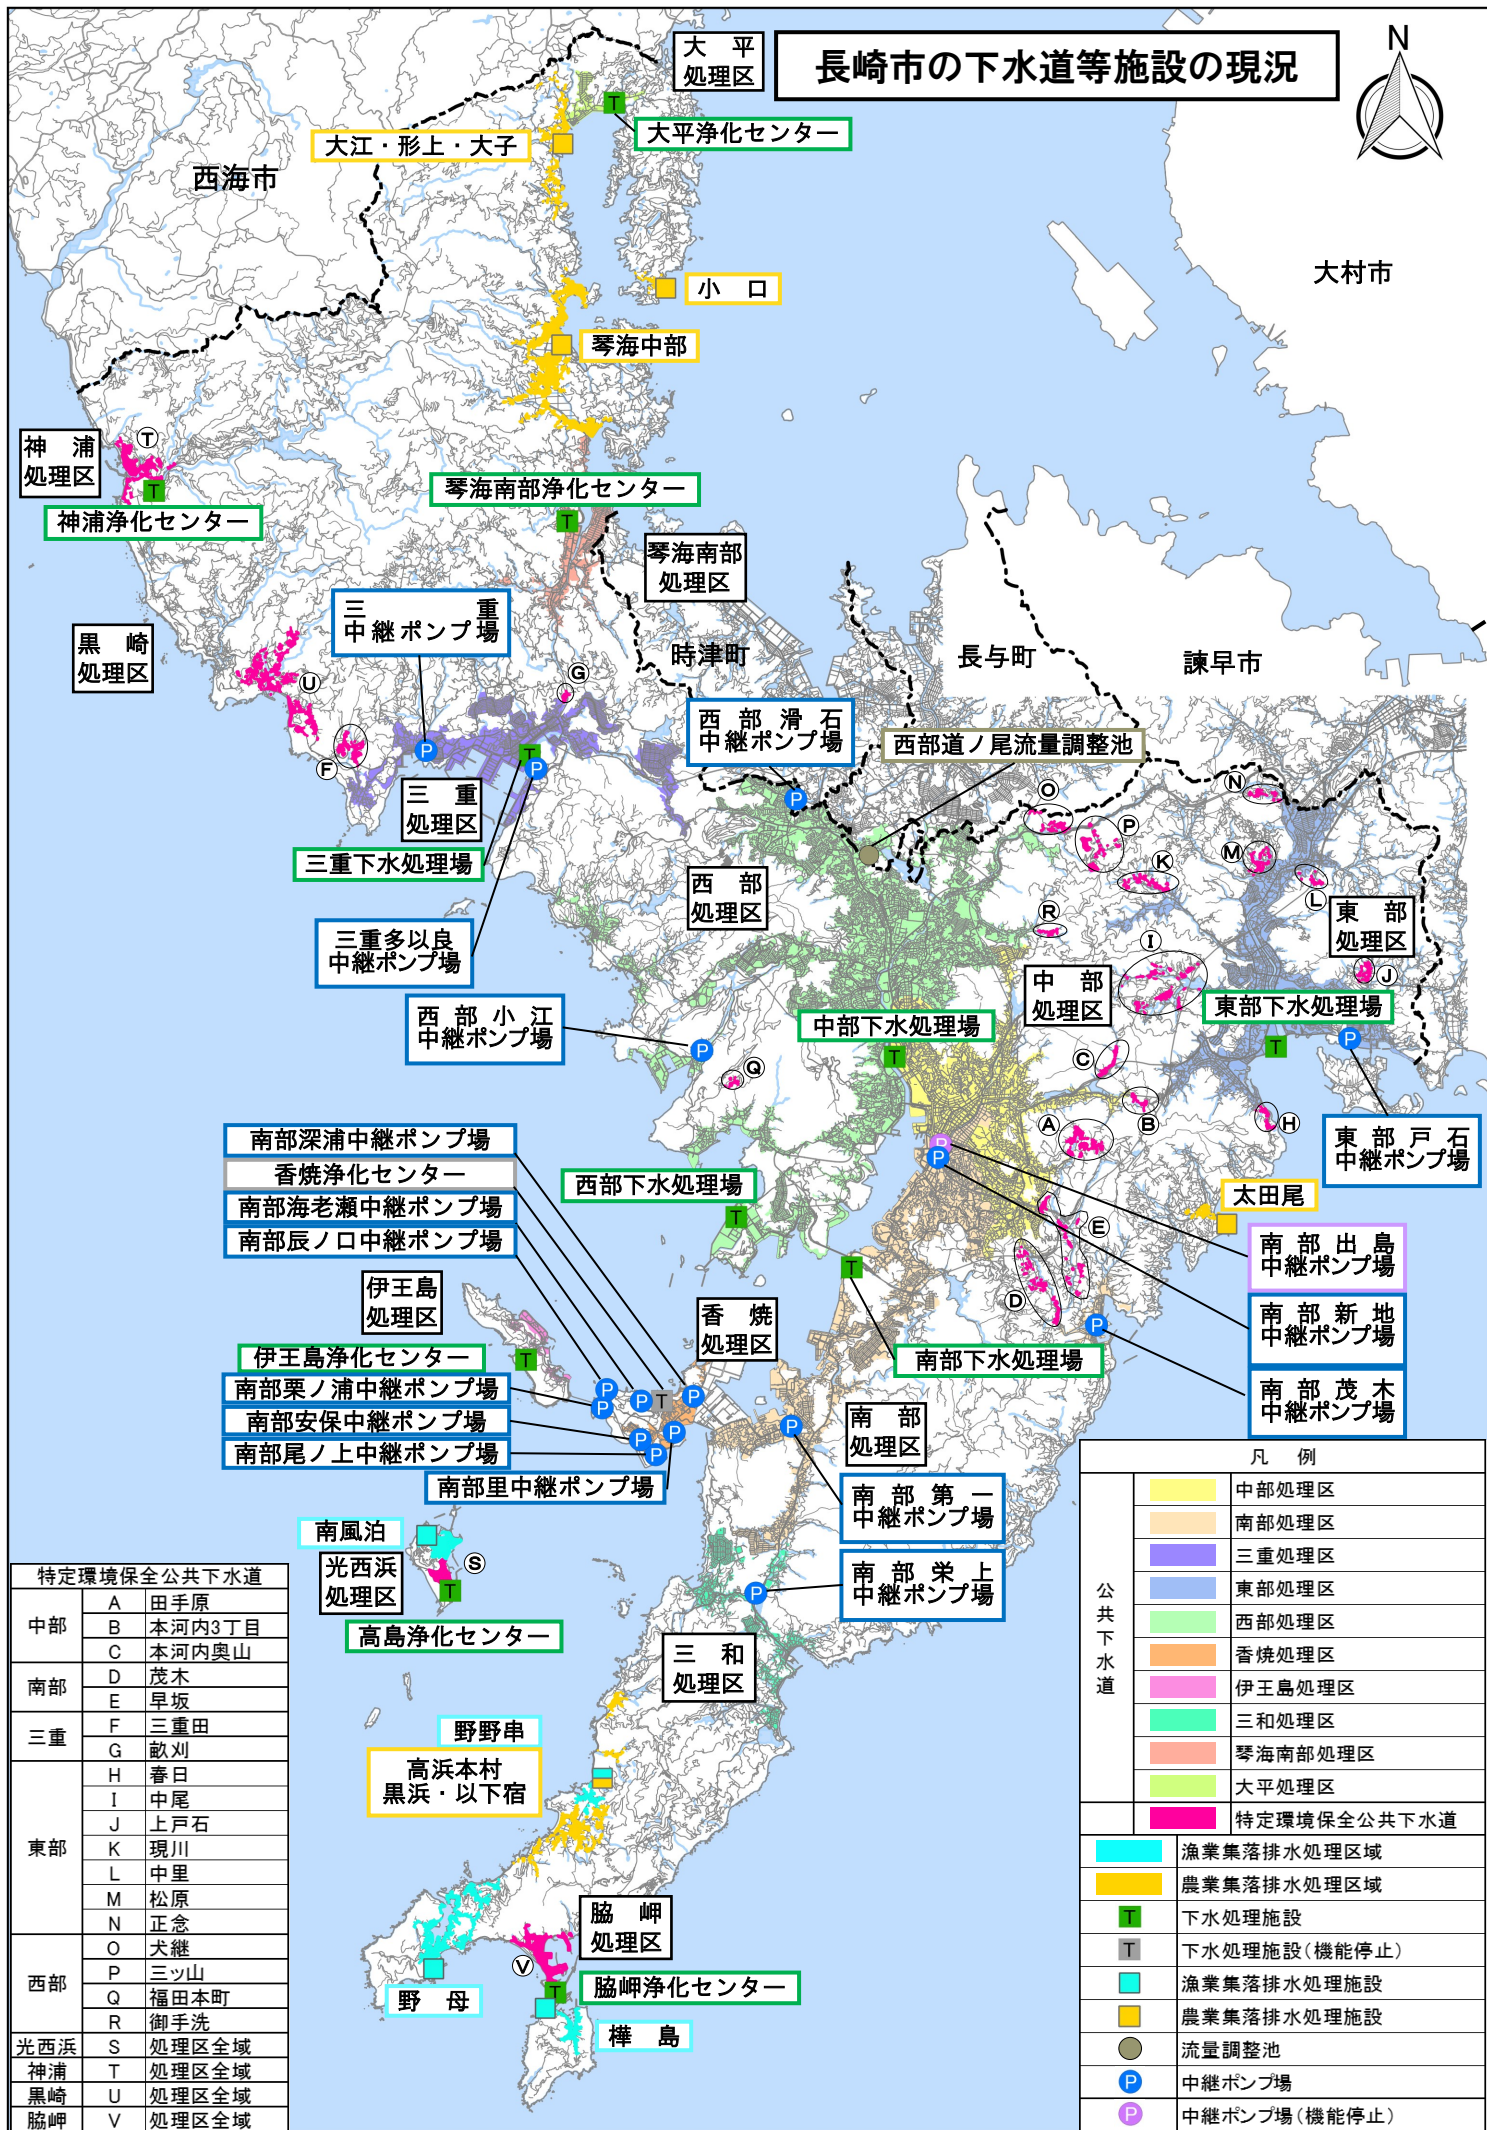 長崎市の下水道等施設の現況
N
大　平
処理区
T
大平浄化センター
大江・形上・大子
西海市
大村市
小　口
琴海中部
神　浦
処理区
T
T
神浦浄化センター
琴海南部浄化センター
T
琴海南部
処理区
三　　　重
中継ポンプ場
黒　崎
処理区
U
F
G
時津町
長与町
諫早市
西部滑石
中継ポンプ場
西部道ノ尾流量調整池
P
T
P
P
三　重
処理区
三重下水処理場
三重多以良
中継ポンプ場
西　部
処理区
O
P
K
N
M
L
R
I
東　部
処理区
J
中　部
処理区
西部小江
中継ポンプ場
P
Q
中部下水処理場
T
東部下水処理場
T
P
C
B
A
H
東部戸石
中継ポンプ場
南部深浦中継ポンプ場
香焼浄化センター
南部海老瀬中継ポンプ場
南部辰ノ口中継ポンプ場
西部下水処理場
T
P
P
太田尾
E
D
南部出島
中継ポンプ場
南部新地
中継ポンプ場
南部茂木
中継ポンプ場
P
T
南部下水処理場
伊王島
処理区
香　焼
処理区
伊王島浄化センター
T
南部栗ノ浦中継ポンプ場
南部安保中継ポンプ場
南部尾ノ上中継ポンプ場
南部里中継ポンプ場
P
P
P
T
P
P
P
P
P
南　部
処理区
南部第一
中継ポンプ場
南部栄上
中継ポンプ場
P
南風泊
光西浜
処理区
S
T
高島浄化センター
三　和
処理区
野野串
高浜本村
黒浜・以下宿
脇　岬
処理区
V
T
脇岬浄化センター
野　母
樺　島
特定環境保全公共下水道
中部
A 田手原
B 本河内3丁目
C 本河内奥山
南部
D 茂木
E 早坂
三重
F 三重田
G 畝刈
東部
H 春日
I 中尾
J 上戸石
K 現川
L 中里
M 松原
N 正念
西部
O 犬継
P 三ッ山
Q 福田本町
R 御手洗
光西浜 S 処理区全域
神浦 T 処理区全域
黒崎 U 処理区全域
脇岬 V 処理区全域
凡　例
公共下水道
中部処理区
南部処理区
三重処理区
東部処理区
西部処理区
香焼処理区
伊王島処理区
三和処理区
琴海南部処理区
大平処理区
特定環境保全公共下水道
漁業集落排水処理区域
農業集落排水処理区域
T 下水処理施設
T 下水処理施設（機能停止）
漁業集落排水処理施設
農業集落排水処理施設
流量調整池
P 中継ポンプ場
P 中継ポンプ場（機能停止）